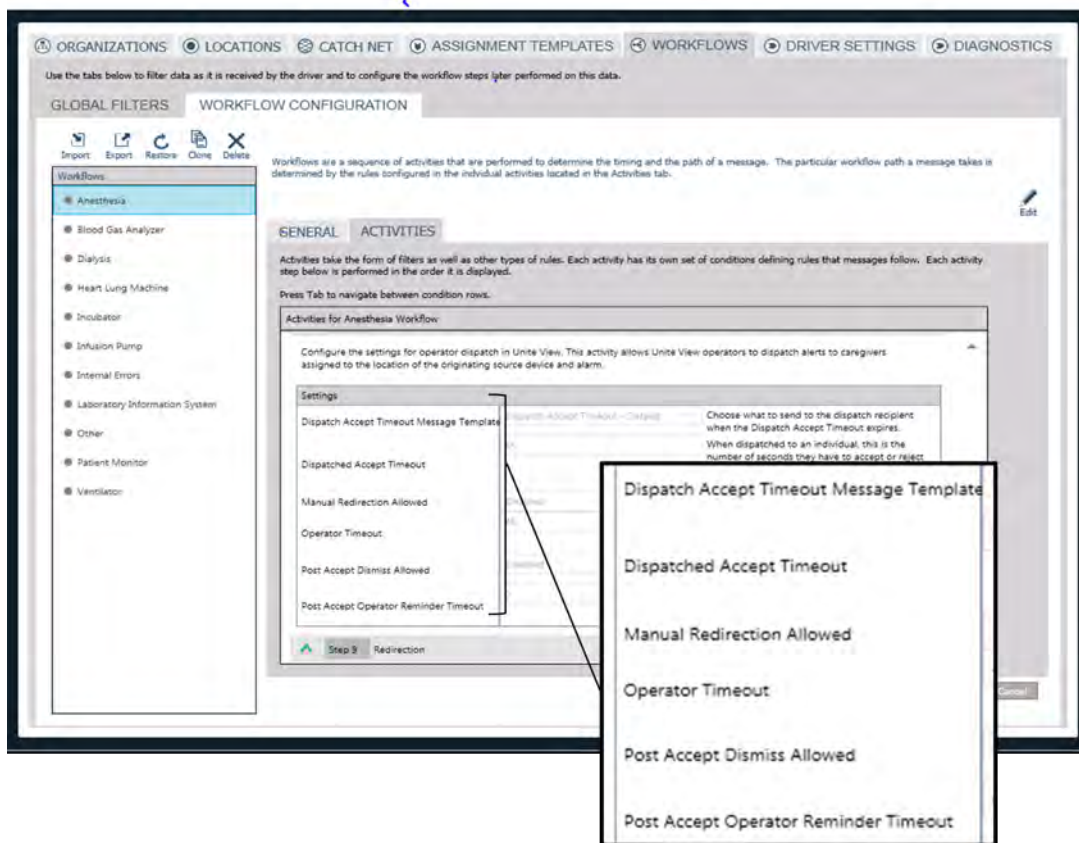 ORGANIZATIONS LOCATIONS CATCH NET ASSIGNMENT TEMPLATES WORKFLOWS DRIVER SETTINGS DIAGNOSTICS
Use the tabs below to filter data as it is received by the driver and to configure the workflow steps later performed on this data.
GLOBAL FILTERS WORKFLOW CONFIGURATION
Import Export Restore Clone Delete
Workflows are a sequence of activities that are performed to determine the timing and the path of a message. The particular workflow path a message takes is
determined by the rules configured in the individual activities located in the Activities tab.
Edit
Workflows
Anesthesia
Blood Gas Analyzer
Dialysis
Heart Lung Machine
Incubator
Infusion Pump
Internal Errors
Laboratory Information System
Other
Patient Monitor
Ventilator
GENERAL ACTIVITIES
Activities take the form of filters as well as other types of rules. Each activity has its own set of conditions defining rules that messages follow. Each activity
step below is performed in the order it is displayed.
Press Tab to navigate between condition rows.
Activities for Anesthesia Workflow
Configure the settings for operator dispatch in Unite View. This activity allows Unite View operators to dispatch alerts to caregivers
assigned to the location of the originating source device and alarm.
Settings
Dispatch Accept Timeout Message Template
Dispatch Accept Timeout - Default
Choose what to send to the dispatch recipient
when the Dispatch Accept Timeout expires.
Dispatched Accept Timeout
When dispatched to an individual, this is the
number of seconds they have to accept or reject
Manual Redirection Allowed
Operator Timeout
Post Accept Dismiss Allowed
Post Accept Operator Reminder Timeout
Step 9 Redirection
Cancel
Dispatch Accept Timeout Message Template
Dispatched Accept Timeout
Manual Redirection Allowed
Operator Timeout
Post Accept Dismiss Allowed
Post Accept Operator Reminder Timeout